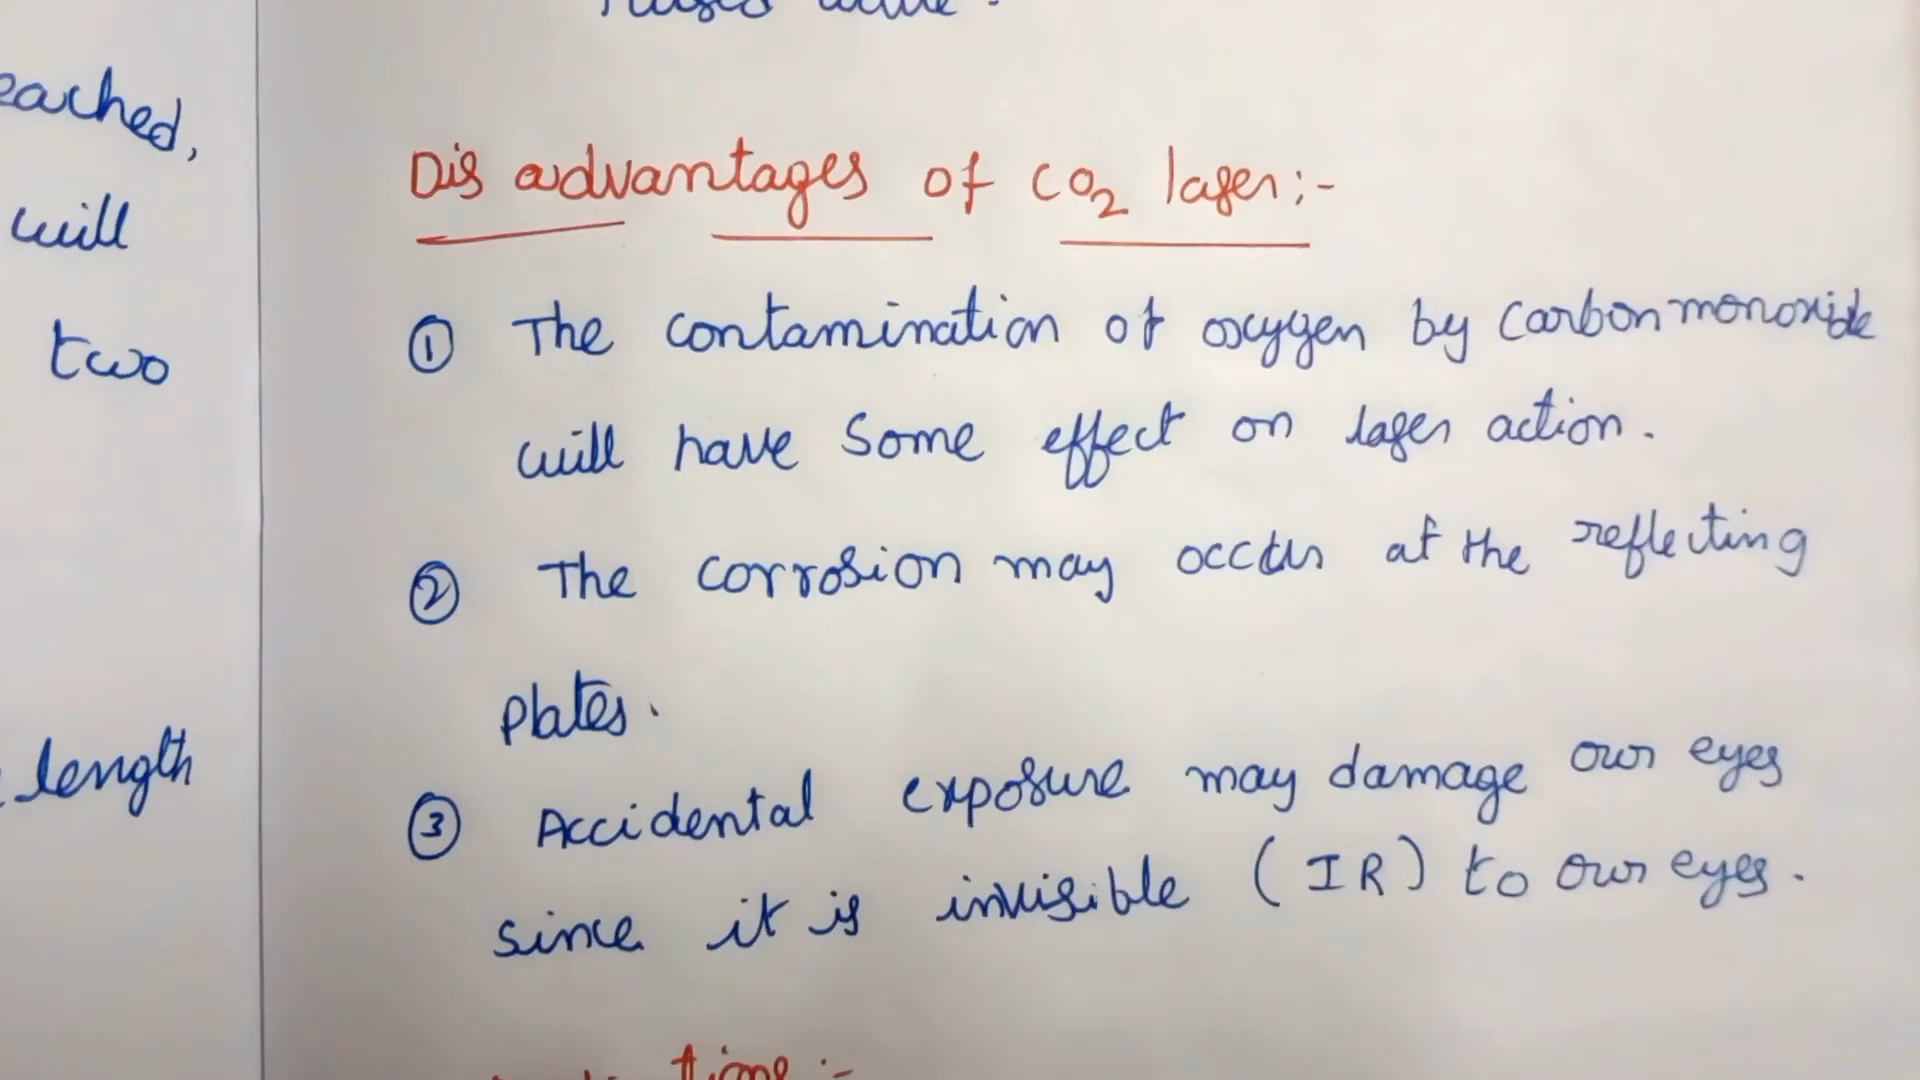 eached,
will
two
length
Dis advantages of CO2 laser:-
① The contamination of oxygen by carbon monoxide
will have some effect on laser action.
② The corrosion may occur at the reflecting
plates.
③ Accidental exposure may damage our eyes
since it is invisible (IR) to our eyes.
time :-